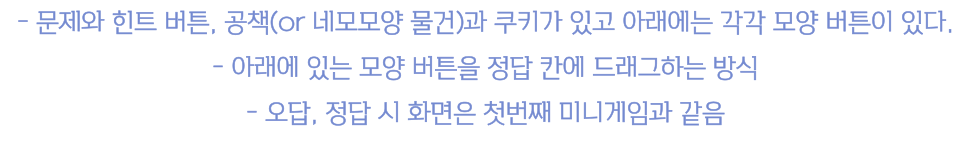 - 문제와 힌트 버튼, 공책(or 네모모양 물건)과 쿠키가 있고 아래에는 각각 모양 버튼이 있다.
- 아래에 있는 모양 버튼을 정답 칸에 드래그하는 방식
- 오답, 정답 시 화면은 첫번째 미니게임과 같음